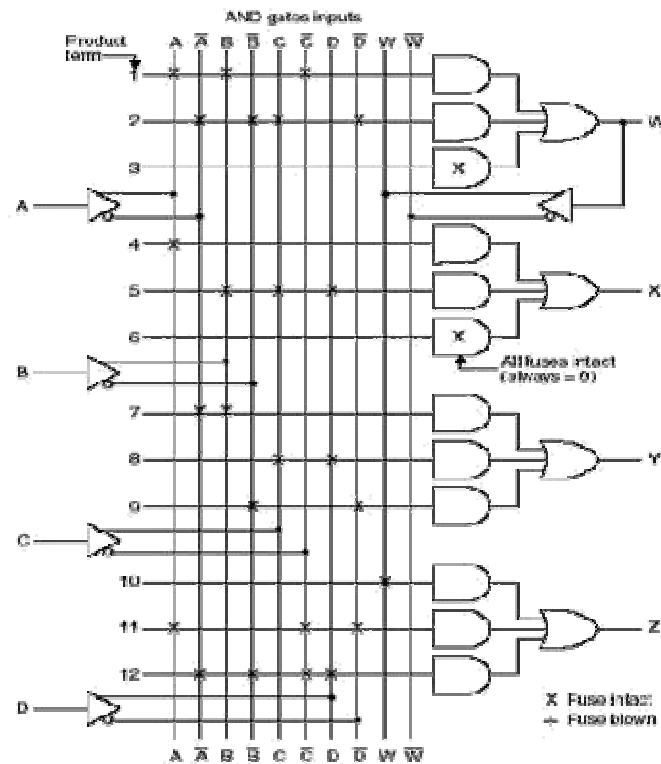 AND gates inputs
Product
term
A A̅ B B̅ C C̅ D D̅ W W̅
1
2
W
3
A
4
5
X
6
All fuses intact
(always = 0)
B
7
8
Y
9
C
10
11
Z
12
D
X Fuse intact
+ Fuse blown
A A̅ B B̅ C C̅ D D̅ W W̅